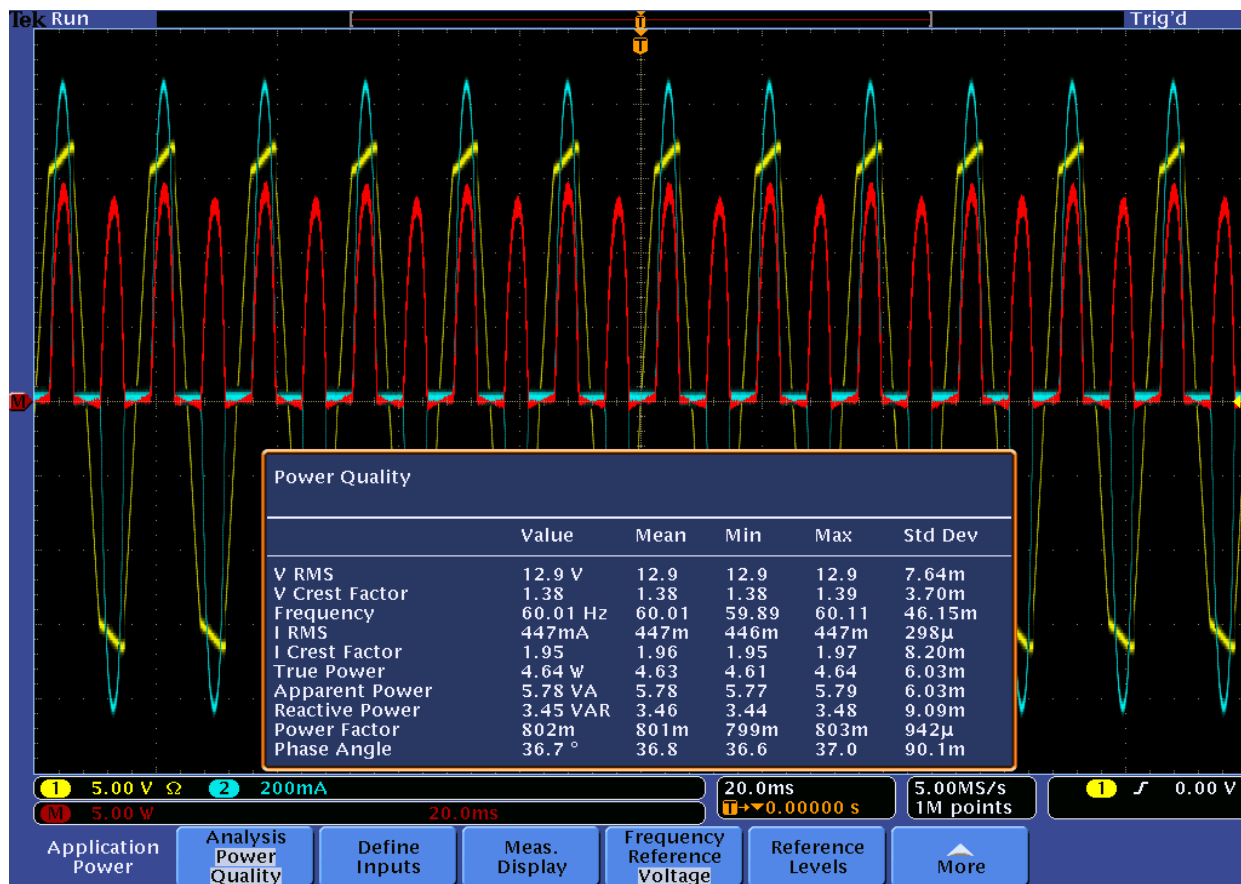 Tek Run Trig'd
T
T
M
Power Quality
Value Mean Min Max Std Dev
V RMS 12.9 V 12.9 12.9 12.9 7.64m
V Crest Factor 1.38 1.38 1.38 1.39 3.70m
Frequency 60.01 Hz 60.01 59.89 60.11 46.15m
I RMS 447mA 447m 446m 447m 298µ
I Crest Factor 1.95 1.96 1.95 1.97 8.20m
True Power 4.64 W 4.63 4.61 4.64 6.03m
Apparent Power 5.78 VA 5.78 5.77 5.79 6.03m
Reactive Power 3.45 VAR 3.46 3.44 3.48 9.09m
Power Factor 802m 801m 799m 803m 942µ
Phase Angle 36.7 ° 36.8 36.6 37.0 90.1m
1 5.00 V Ω 2 200mA 20.0ms 5.00MS/s 1 0.00 V
M 5.00 W 20.0ms T→▼0.00000 s 1M points
Application Power
Analysis Power Quality
Define Inputs
Meas. Display
Frequency Reference Voltage
Reference Levels
More